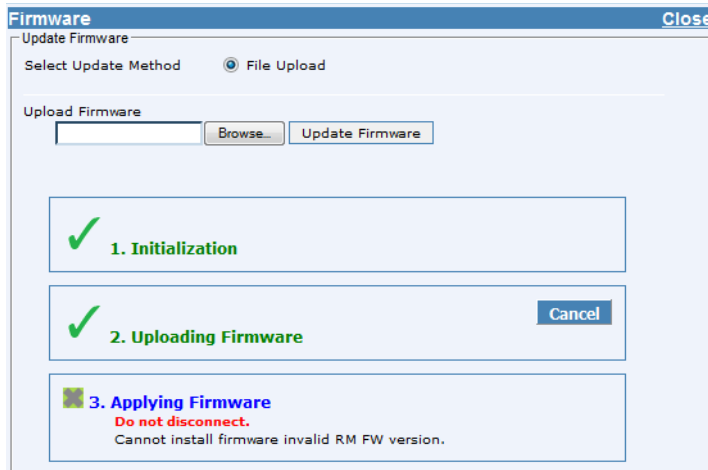 Firmware Close
Update Firmware
Select Update Method File Upload
Upload Firmware
Browse... Update Firmware
1. Initialization
Cancel
2. Uploading Firmware
3. Applying Firmware
Do not disconnect.
Cannot install firmware invalid RM FW version.